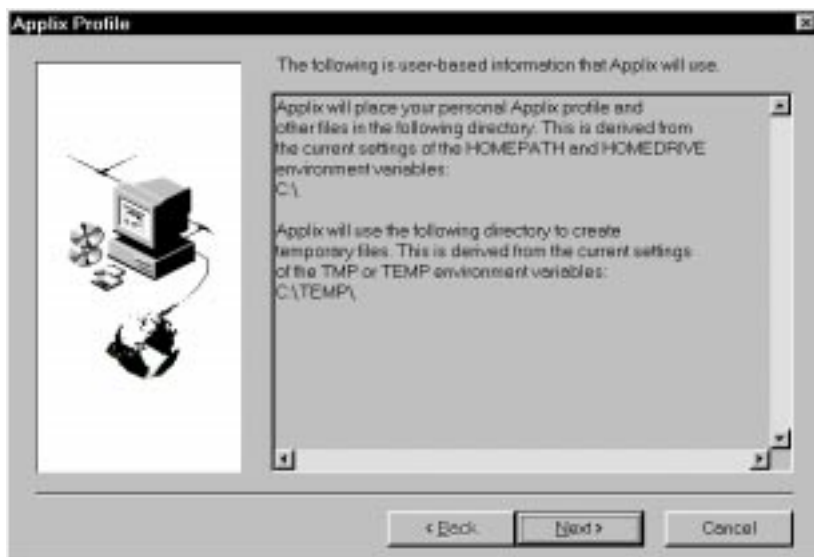 Applix Profile
The following is user-based information that Applix will use.
Applix will place your personal Applix profile and
other files in the following directory. This is derived from
the current settings of the HOMEPATH and HOMEDRIVE
environment variables:
C:\,
Applix will use the following directory to create
temporary files. This is derived from the current settings
of the TMP or TEMP environment variables:
C:\TEMP\,
< Back
Next >
Cancel